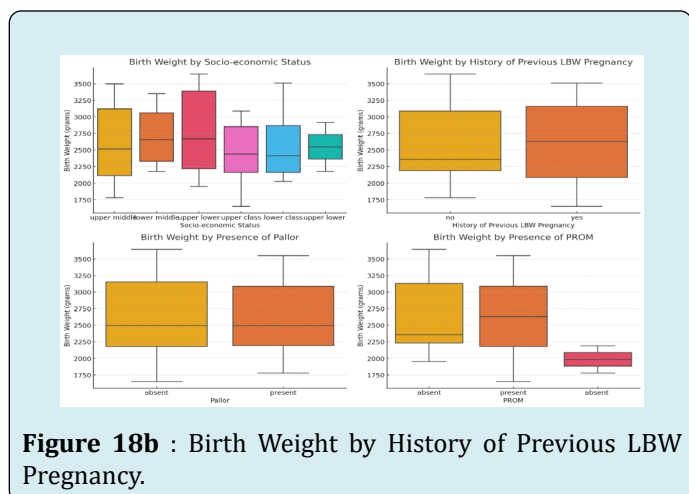 Birth Weight by Socio-economic Status
3500
3250
3000
2750
2500
2250
2000
1750
Birth Weight (grams)
upper middle lower middle upper lower upper class lower class upper lower
Socio-economic Status
Birth Weight by History of Previous LBW Pregnancy
3500
3250
3000
2750
2500
2250
2000
1750
Birth Weight (grams)
no yes
History of Previous LBW Pregnancy
Birth Weight by Presence of Pallor
3500
3250
3000
2750
2500
2250
2000
1750
Birth Weight (grams)
absent present
Pallor
Birth Weight by Presence of PROM
3500
3250
3000
2750
2500
2250
2000
1750
Birth Weight (grams)
absent present absent
PROM
Figure 18b : Birth Weight by History of Previous LBW
Pregnancy.